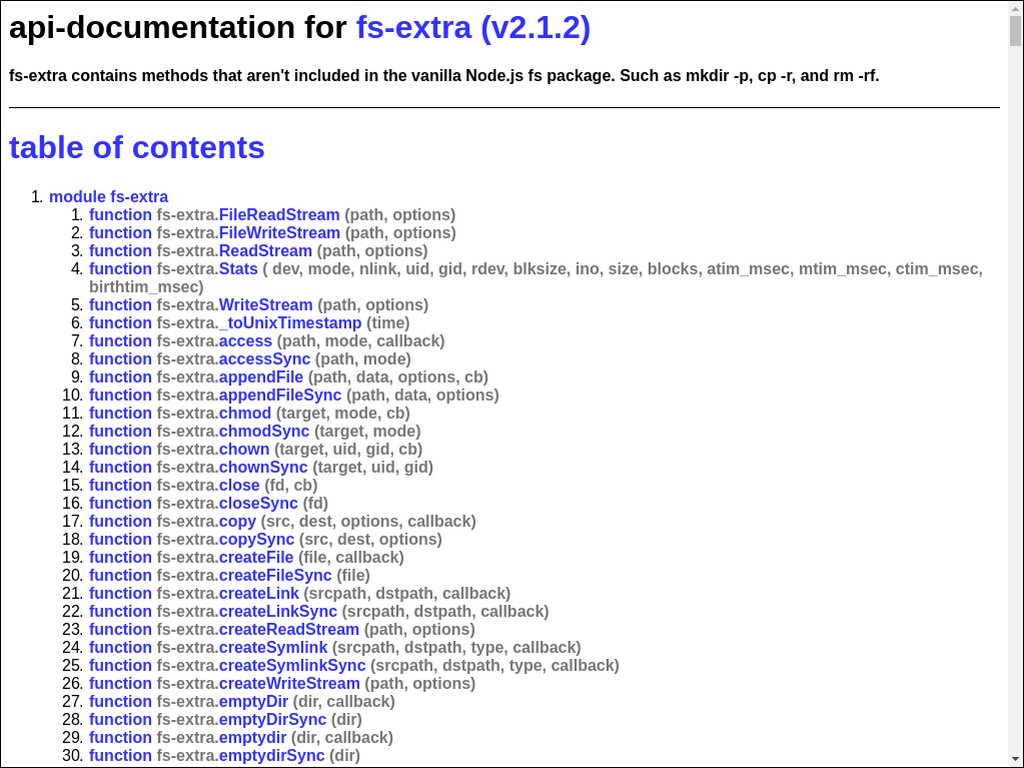 api-documentation for fs-extra (v2.1.2)
fs-extra contains methods that aren't included in the vanilla Node.js fs package. Such as mkdir -p, cp -r, and rm -rf.
table of contents
1. module fs-extra
1. function fs-extra.FileReadStream (path, options)
2. function fs-extra.FileWriteStream (path, options)
3. function fs-extra.ReadStream (path, options)
4. function fs-extra.Stats ( dev, mode, nlink, uid, gid, rdev, blksize, ino, size, blocks, atim_msec, mtim_msec, ctim_msec,
birthtim_msec)
5. function fs-extra.WriteStream (path, options)
6. function fs-extra._toUnixTimestamp (time)
7. function fs-extra.access (path, mode, callback)
8. function fs-extra.accessSync (path, mode)
9. function fs-extra.appendFile (path, data, options, cb)
10. function fs-extra.appendFileSync (path, data, options)
11. function fs-extra.chmod (target, mode, cb)
12. function fs-extra.chmodSync (target, mode)
13. function fs-extra.chown (target, uid, gid, cb)
14. function fs-extra.chownSync (target, uid, gid)
15. function fs-extra.close (fd, cb)
16. function fs-extra.closeSync (fd)
17. function fs-extra.copy (src, dest, options, callback)
18. function fs-extra.copySync (src, dest, options)
19. function fs-extra.createFile (file, callback)
20. function fs-extra.createFileSync (file)
21. function fs-extra.createLink (srcpath, dstpath, callback)
22. function fs-extra.createLinkSync (srcpath, dstpath, callback)
23. function fs-extra.createReadStream (path, options)
24. function fs-extra.createSymlink (srcpath, dstpath, type, callback)
25. function fs-extra.createSymlinkSync (srcpath, dstpath, type, callback)
26. function fs-extra.createWriteStream (path, options)
27. function fs-extra.emptyDir (dir, callback)
28. function fs-extra.emptyDirSync (dir)
29. function fs-extra.emptydir (dir, callback)
30. function fs-extra.emptydirSync (dir)